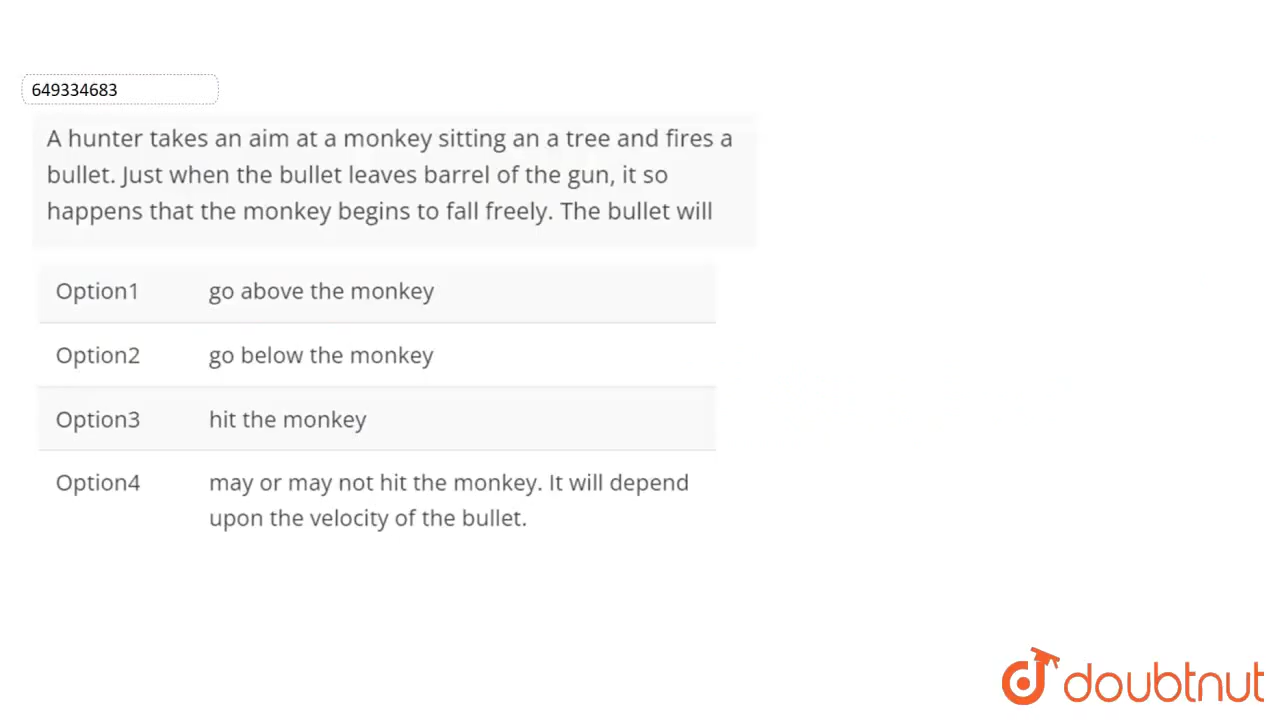 649334683
A hunter takes an aim at a monkey sitting an a tree and fires a
bullet. Just when the bullet leaves barrel of the gun, it so
happens that the monkey begins to fall freely. The bullet will
Option1 go above the monkey
Option2 go below the monkey
Option3 hit the monkey
Option4 may or may not hit the monkey. It will depend
upon the velocity of the bullet.
doubtnut